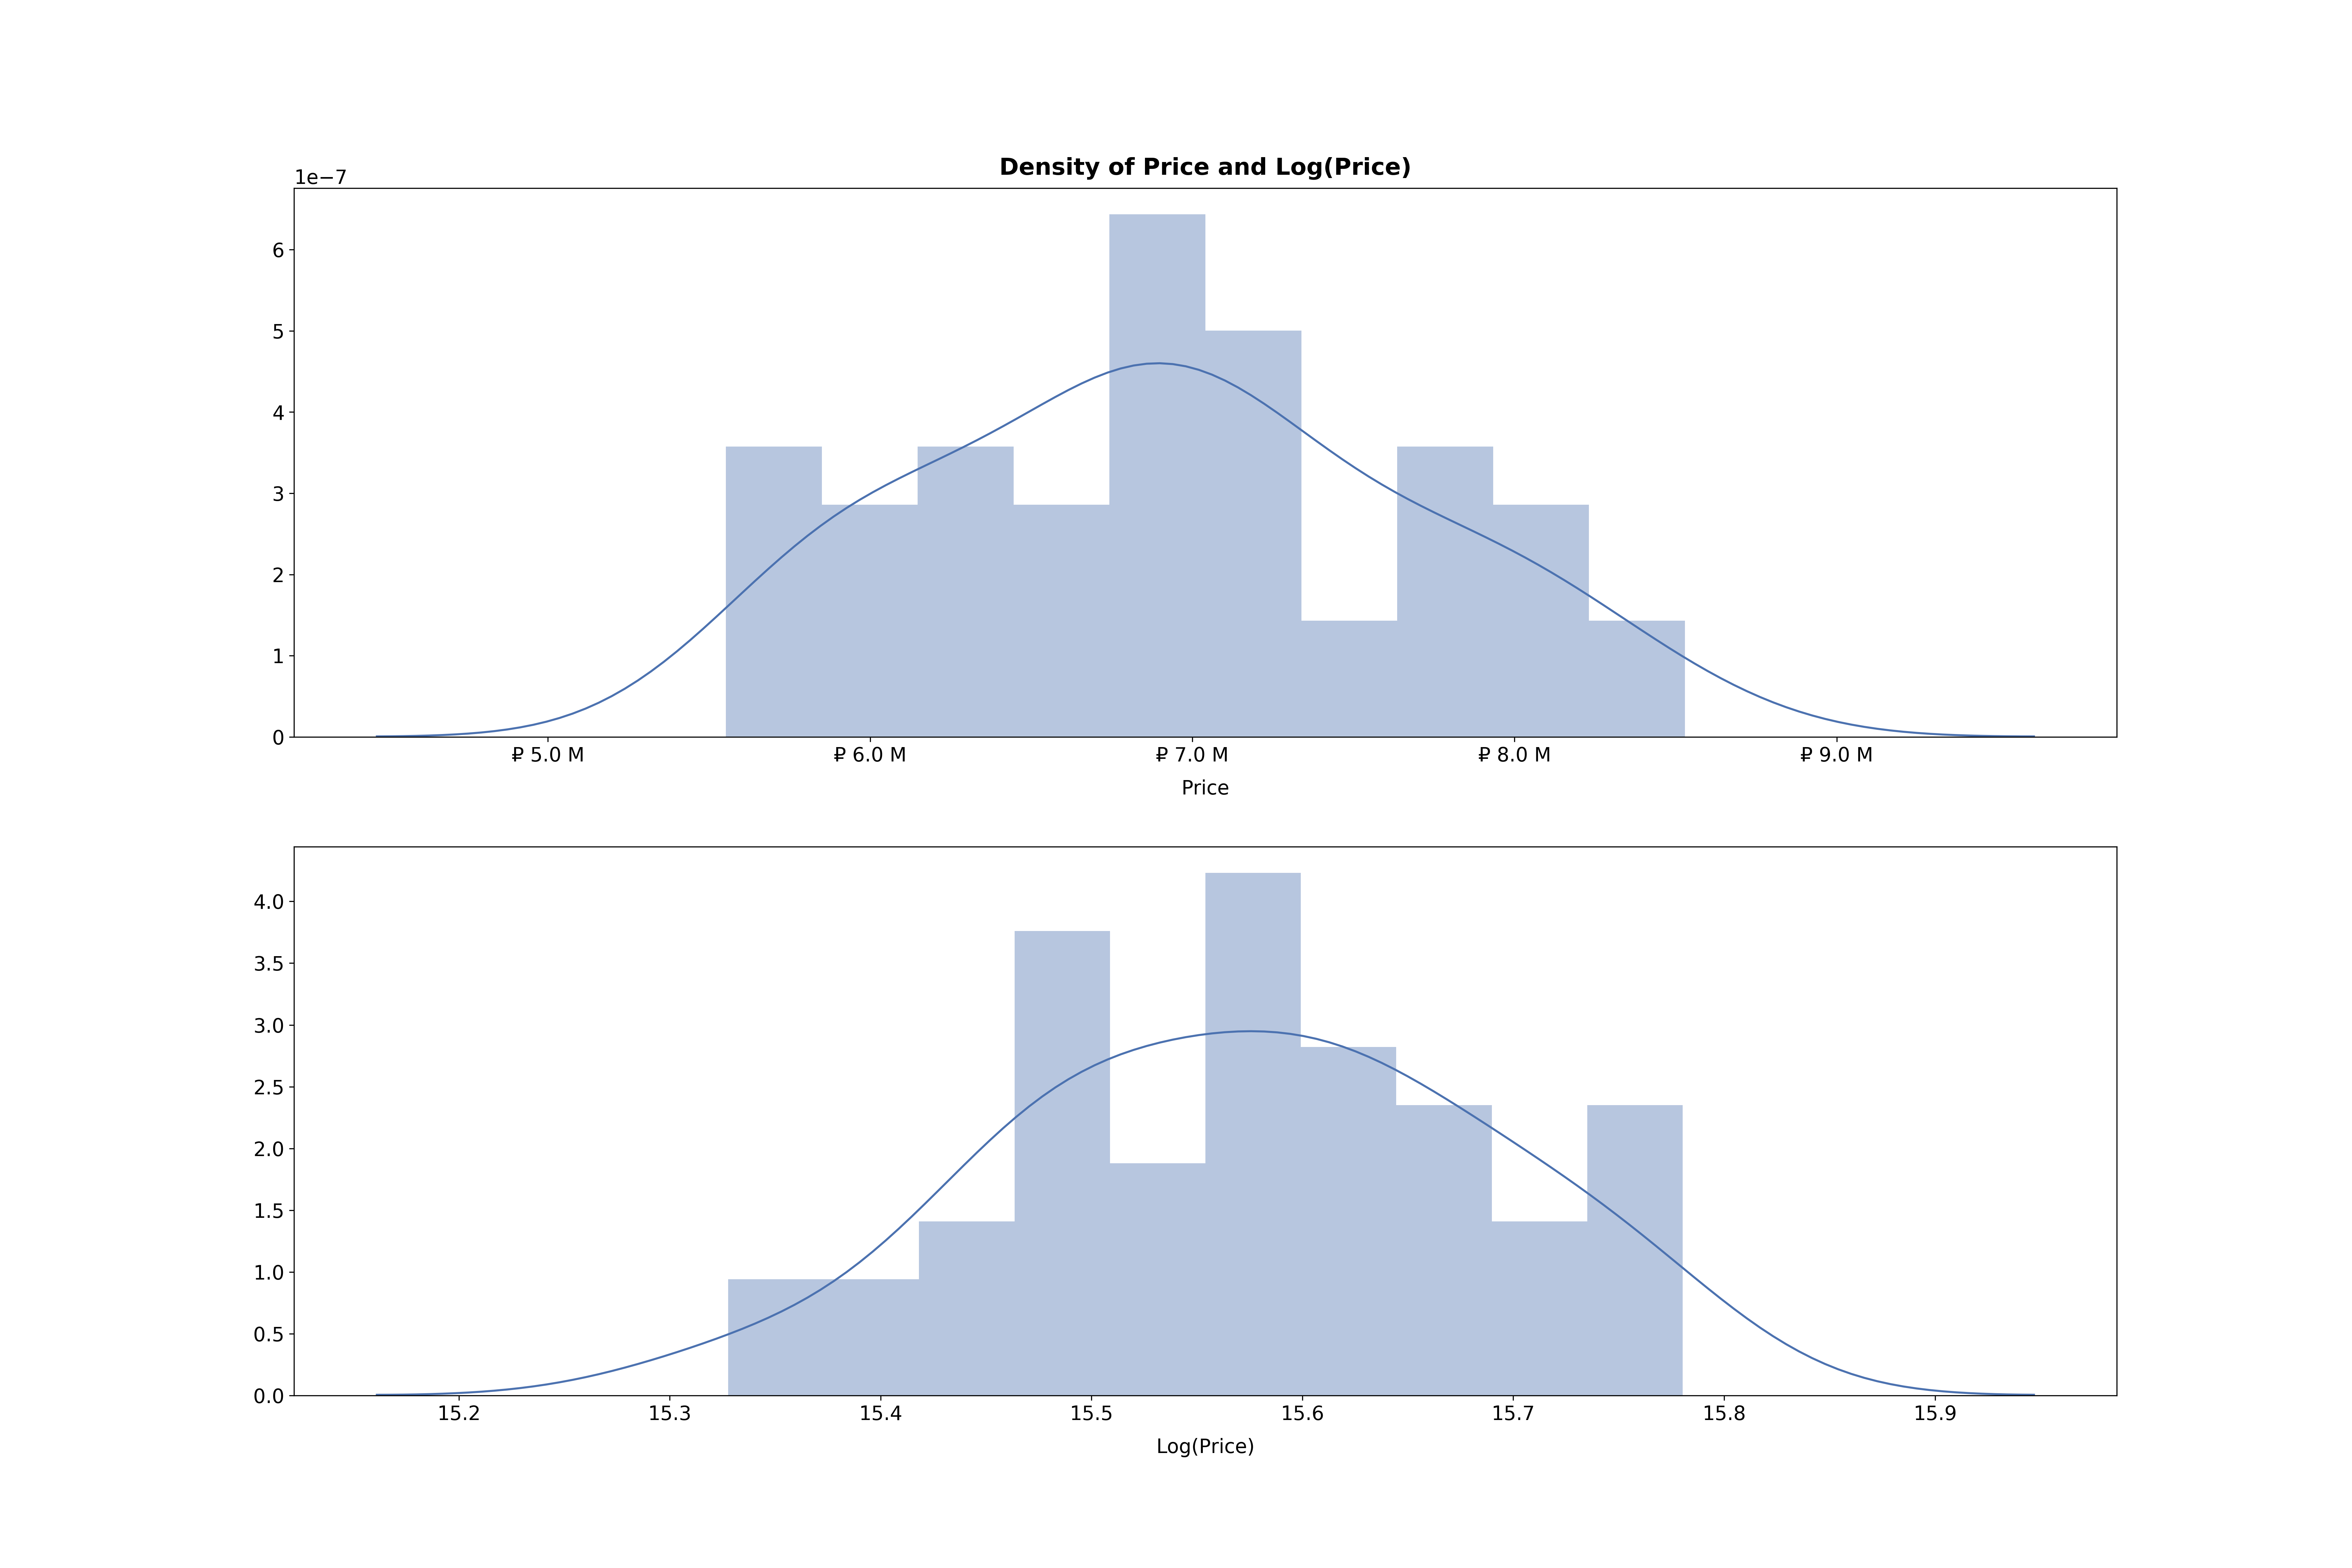 Density of Price and Log(Price)
1e−7
6
5
4
3
2
1
0
₽ 5.0 M ₽ 6.0 M ₽ 7.0 M ₽ 8.0 M ₽ 9.0 M
Price
4.0
3.5
3.0
2.5
2.0
1.5
1.0
0.5
0.0
15.2 15.3 15.4 15.5 15.6 15.7 15.8 15.9
Log(Price)